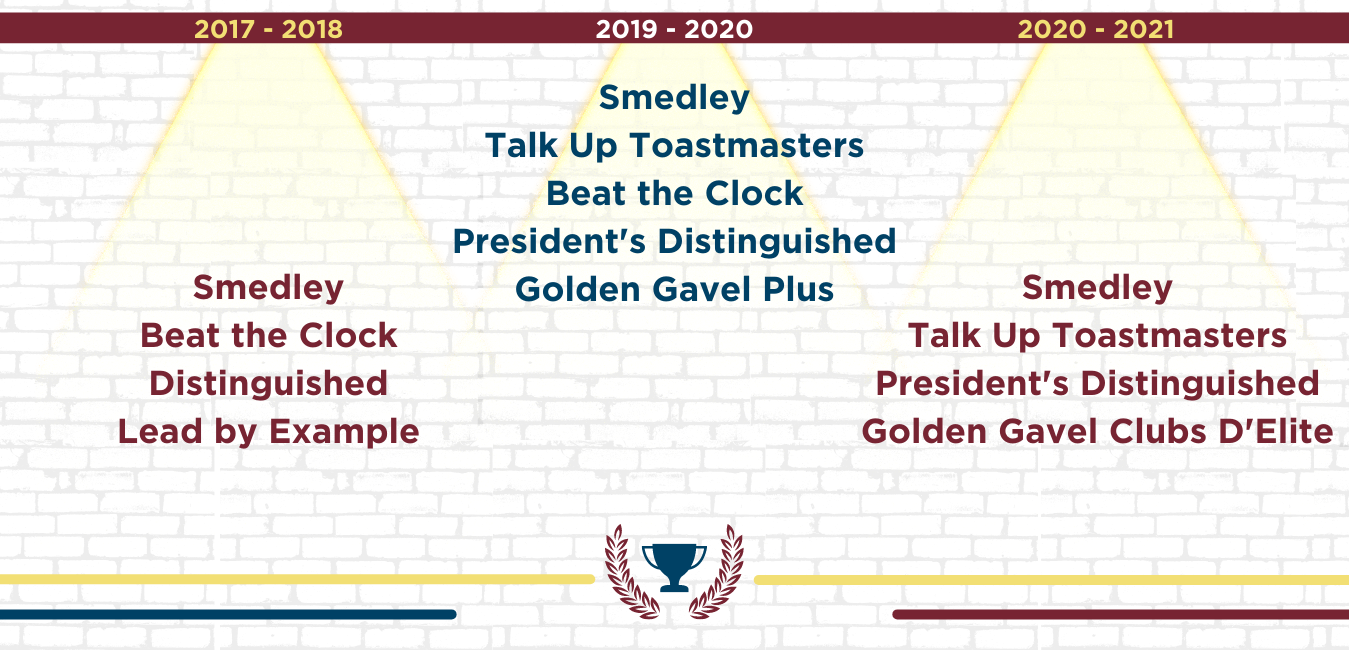 2017 - 2018
Smedley
Beat the Clock
Distinguished
Lead by Example
2019 - 2020
Smedley
Talk Up Toastmasters
Beat the Clock
President's Distinguished
Golden Gavel Plus
2020 - 2021
Smedley
Talk Up Toastmasters
President's Distinguished
Golden Gavel Clubs D'Elite